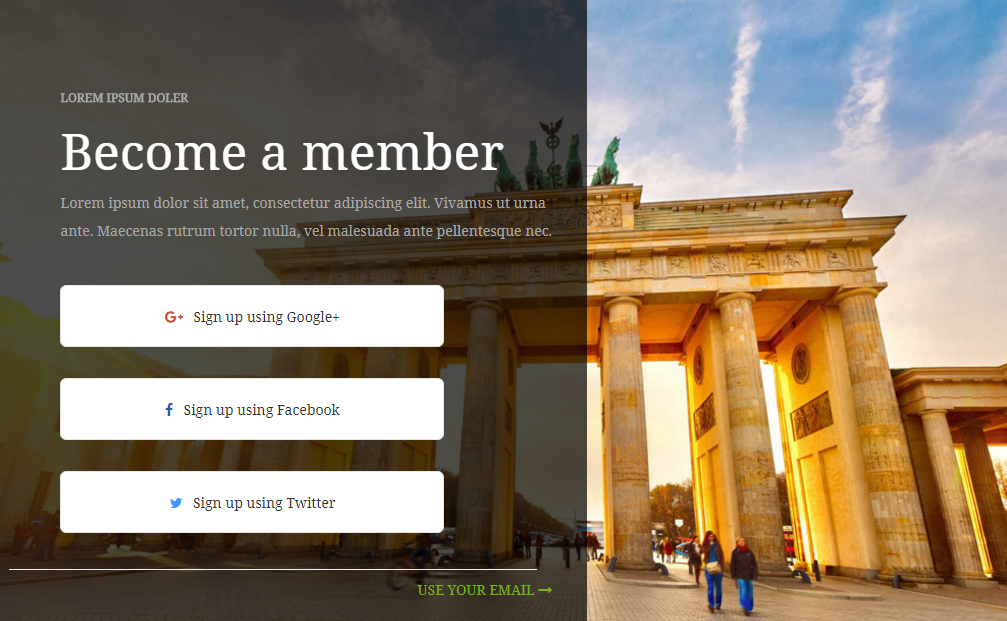 LOREM IPSUM DOLER
Become a member
Lorem ipsum dolor sit amet, consectetur adipiscing elit. Vivamus ut urna
ante. Maecenas rutrum tortor nulla, vel malesuada ante pellentesque nec.
G+ Sign up using Google+
f Sign up using Facebook
Sign up using Twitter
USE YOUR EMAIL